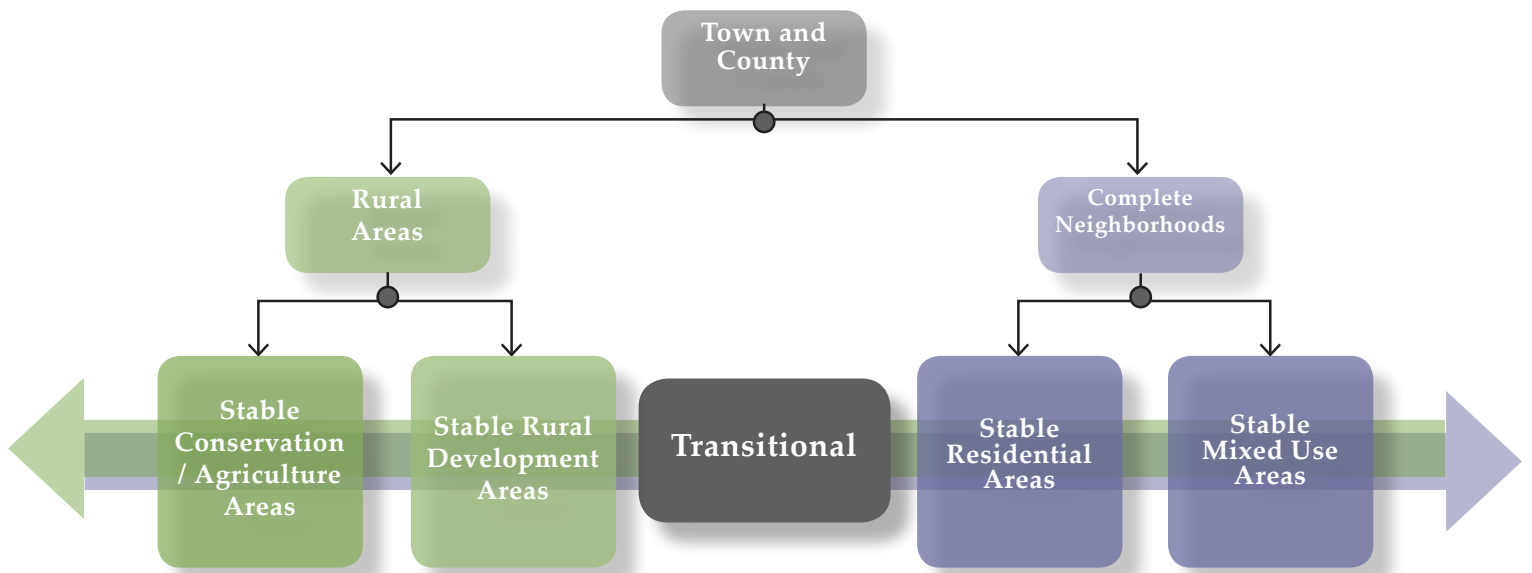 Town and
County
Rural
Areas
Complete
Neighborhoods
Stable
Conservation
/ Agriculture
Areas
Stable Rural
Development
Areas
Transitional
Stable
Residential
Areas
Stable
Mixed Use
Areas